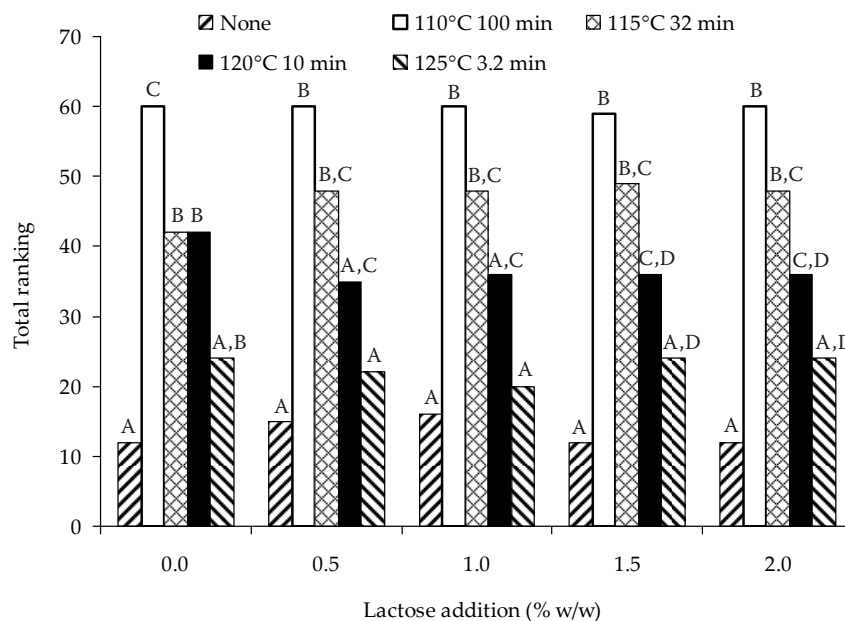 None 110°C 100 min 115°C 32 min
120°C 10 min 125°C 3.2 min
70
60
50
40
30
20
10
0
Total ranking
C B B B B
B B B,C B,C B,C B,C
A,C A,C C,D C,D
A,B A A A,D A,D
A A A A A
0.0 0.5 1.0 1.5 2.0
Lactose addition (% w/w)